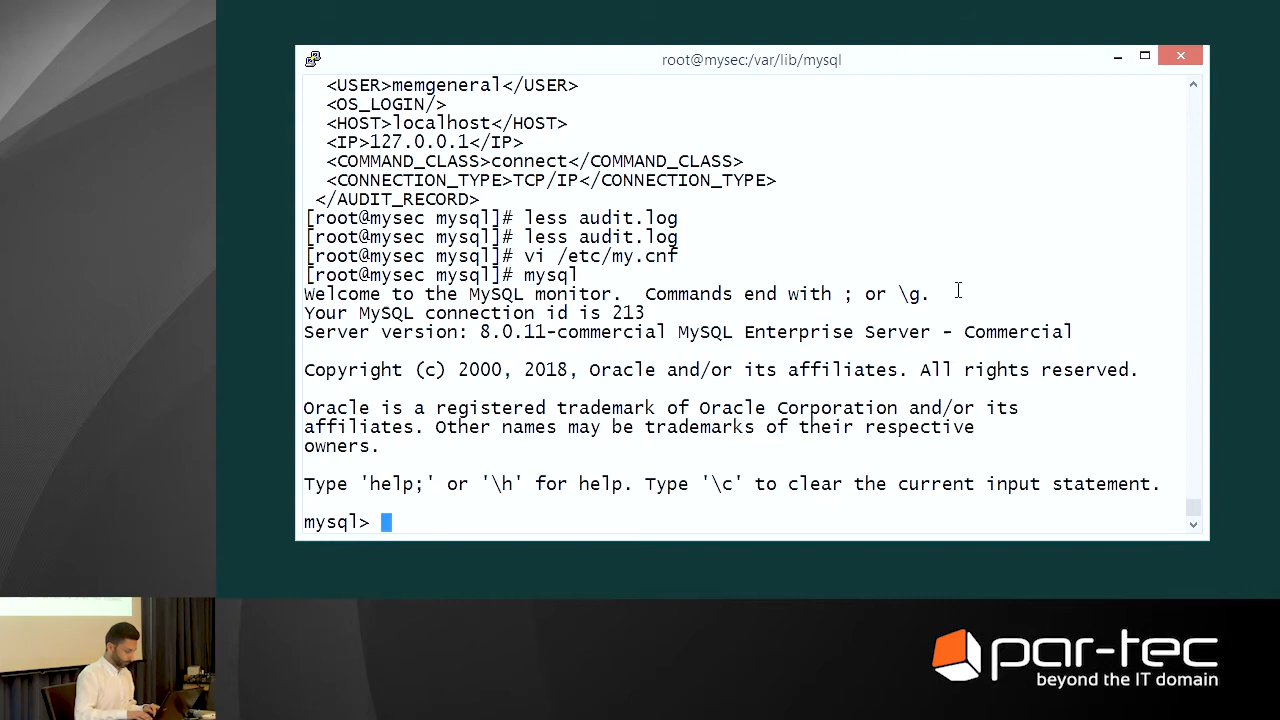 root@mysec:/var/lib/mysql
<USER>memgeneral</USER>
<OS_LOGIN/>
<HOST>localhost</HOST>
<IP>127.0.0.1</IP>
<COMMAND_CLASS>connect</COMMAND_CLASS>
<CONNECTION_TYPE>TCP/IP</CONNECTION_TYPE>
</AUDIT_RECORD>
[root@mysec mysql]# less audit.log
[root@mysec mysql]# less audit.log
[root@mysec mysql]# vi /etc/my.cnf
[root@mysec mysql]# mysql
Welcome to the MySQL monitor.  Commands end with ; or \g.
Your MySQL connection id is 213
Server version: 8.0.11-commercial MySQL Enterprise Server - Commercial
Copyright (c) 2000, 2018, Oracle and/or its affiliates. All rights reserved.
Oracle is a registered trademark of Oracle Corporation and/or its
affiliates. Other names may be trademarks of their respective
owners.
Type 'help;' or '\h' for help. Type '\c' to clear the current input statement.
mysql>
par-tec
beyond the IT domain